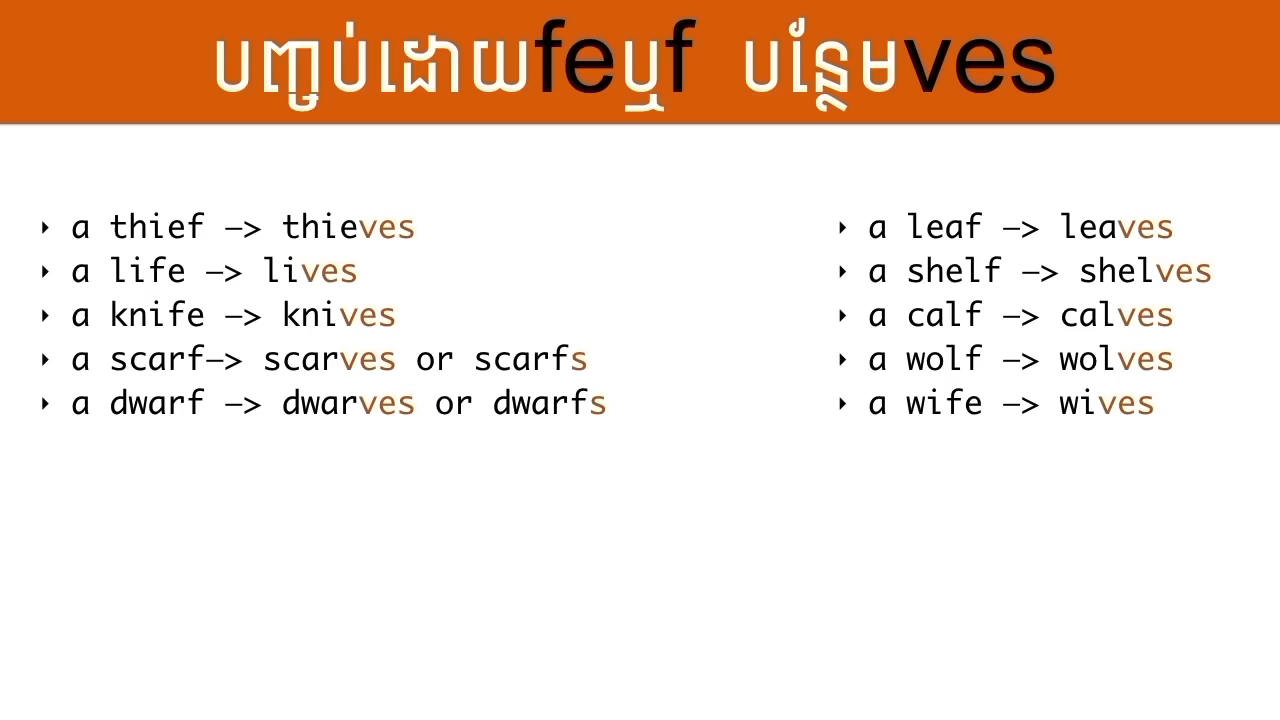 បញ្ចប់ដោយfeឬf បន្ថែមves
‣ a thief —> thieves
‣ a life —> lives
‣ a knife —> knives
‣ a scarf—> scarves or scarfs
‣ a dwarf —> dwarves or dwarfs
‣ a leaf —> leaves
‣ a shelf —> shelves
‣ a calf —> calves
‣ a wolf —> wolves
‣ a wife —> wives